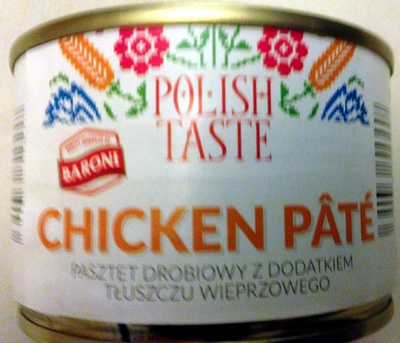 POLISH
TASTE
BARONI
CHICKEN PÂTÉ
PASZTET DROBIOWY Z DODATKIEM
TŁUSZCZU WIEPRZOWEGO